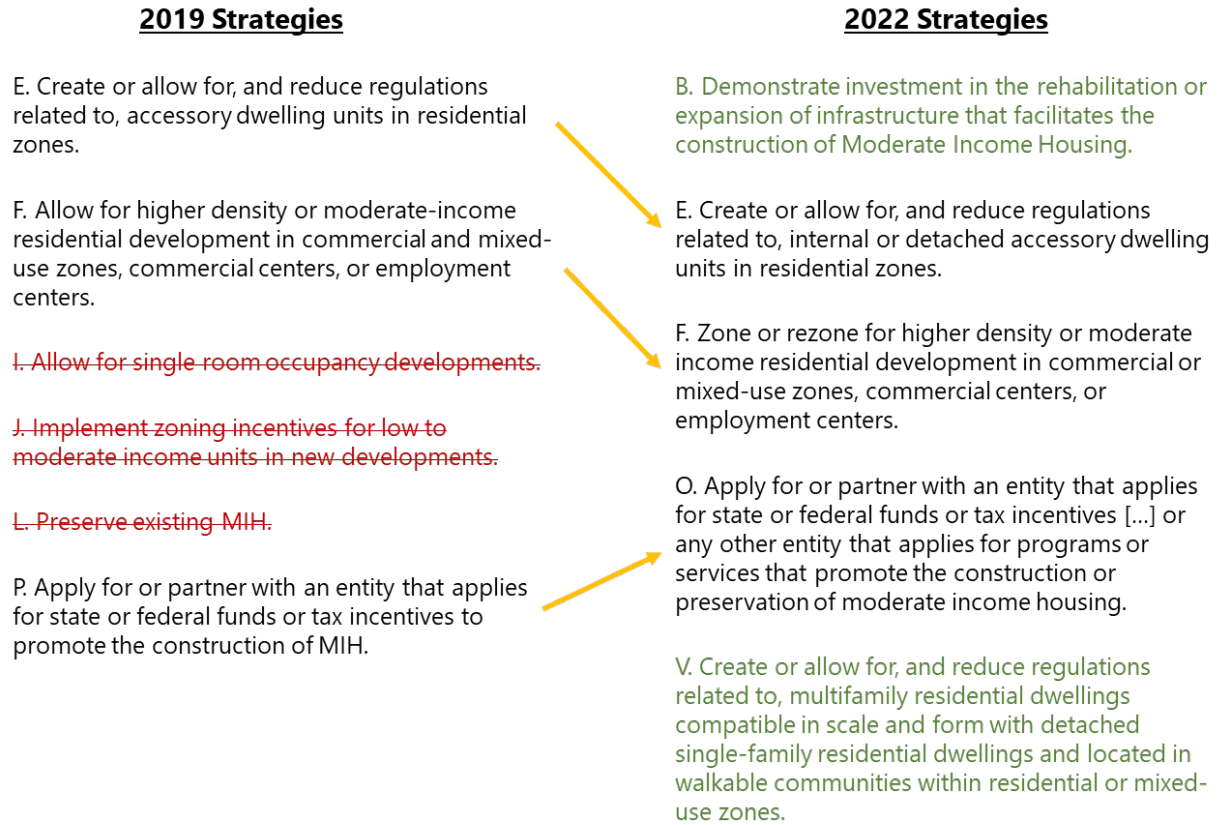 2019 Strategies
E. Create or allow for, and reduce regulations
related to, accessory dwelling units in residential
zones.
F. Allow for higher density or moderate-income
residential development in commercial and mixed-
use zones, commercial centers, or employment
centers.
I. Allow for single room occupancy developments.
J. Implement zoning incentives for low to
moderate income units in new developments.
L. Preserve existing MIH.
P. Apply for or partner with an entity that applies
for state or federal funds or tax incentives to
promote the construction of MIH.
2022 Strategies
B. Demonstrate investment in the rehabilitation or
expansion of infrastructure that facilitates the
construction of Moderate Income Housing.
E. Create or allow for, and reduce regulations
related to, internal or detached accessory dwelling
units in residential zones.
F. Zone or rezone for higher density or moderate
income residential development in commercial or
mixed-use zones, commercial centers, or
employment centers.
O. Apply for or partner with an entity that applies
for state or federal funds or tax incentives [...] or
any other entity that applies for programs or
services that promote the construction or
preservation of moderate income housing.
V. Create or allow for, and reduce regulations
related to, multifamily residential dwellings
compatible in scale and form with detached
single-family residential dwellings and located in
walkable communities within residential or mixed-
use zones.